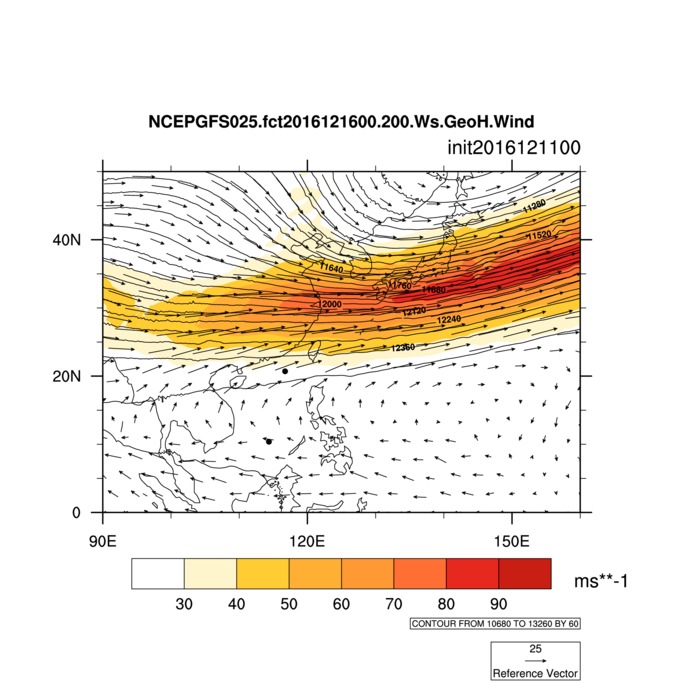 NCEPGFS025.fct2016121600.200.Ws.GeoH.Wind
init2016121100
11280
40N
11520
11640
11760
11880
12000
12120
12240
12360
20N
0
90E 120E 150E
ms**-1
30 40 50 60 70 80 90
CONTOUR FROM 10680 TO 13260 BY 60
25
Reference Vector